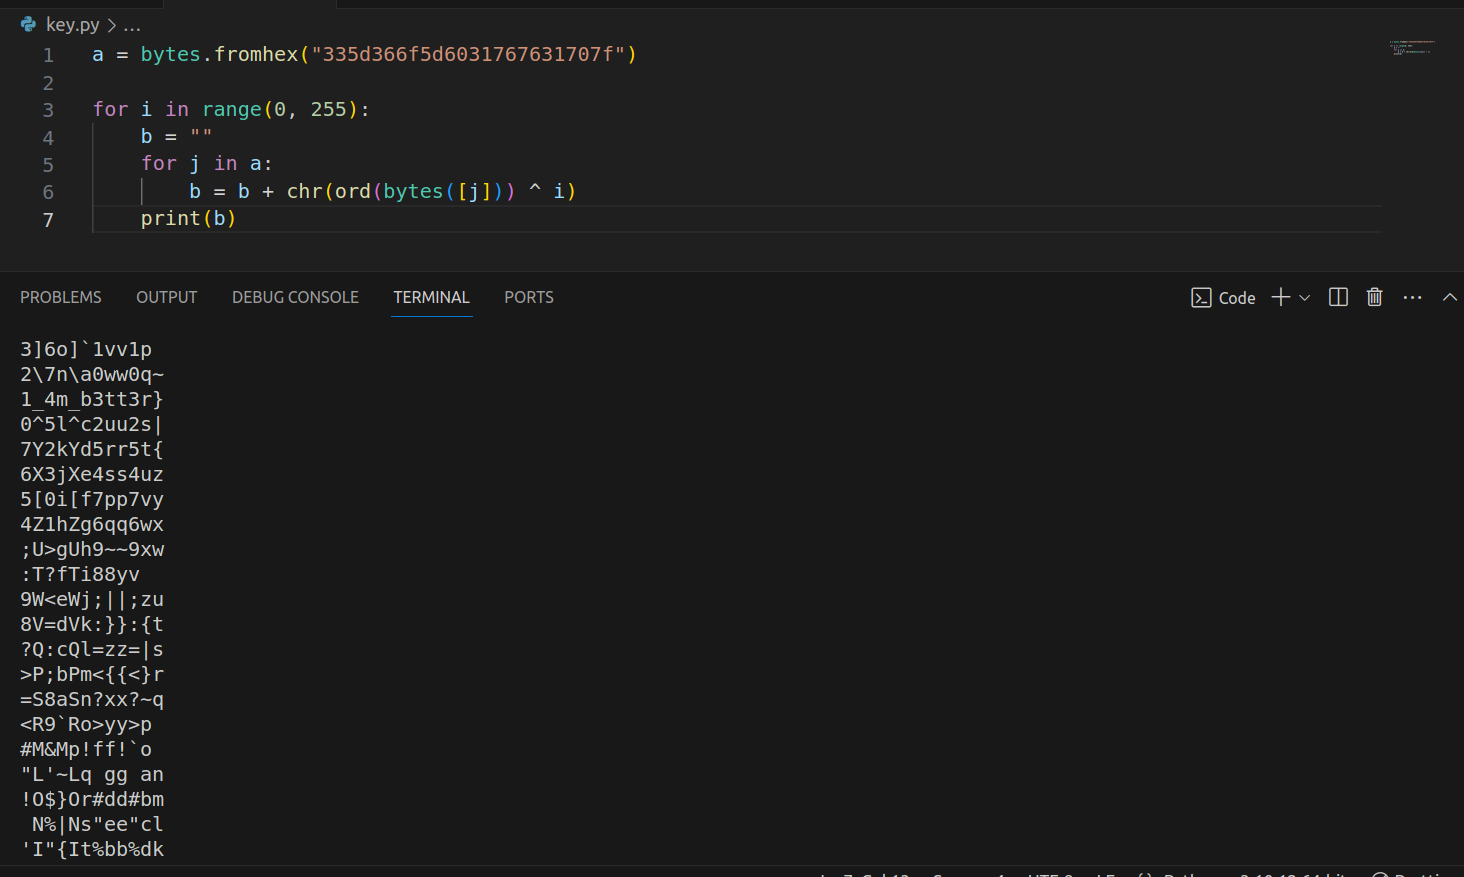 key.py > ...
1 a = bytes.fromhex("335d366f5d6031767631707f")
2
3 for i in range(0, 255):
4 b = ""
5 for j in a:
6 b = b + chr(ord(bytes([j])) ^ i)
7 print(b)
PROBLEMS OUTPUT DEBUG CONSOLE TERMINAL PORTS Code
3]6o]`1vv1p
2\7n\a0ww0q~
1_4m_b3tt3r}
0^5l^c2uu2s|
7Y2kYd5rr5t{
6X3jXe4ss4uz
5[0i[f7pp7vy
4Z1hZg6qq6wx
;U>gUh9~~9xw
:T?fTi88yv
9W<eWj;||;zu
8V=dVk:}}:{t
?Q:cQl=zz=|s
>P;bPm<{{<}r
=S8aSn?xx?~q
<R9`Ro>yy>p
#M&Mp!ff!`o
"L'~Lq gg an
!O$}Or#dd#bm
 N%|Ns"ee"cl
'I"{It%bb%dk